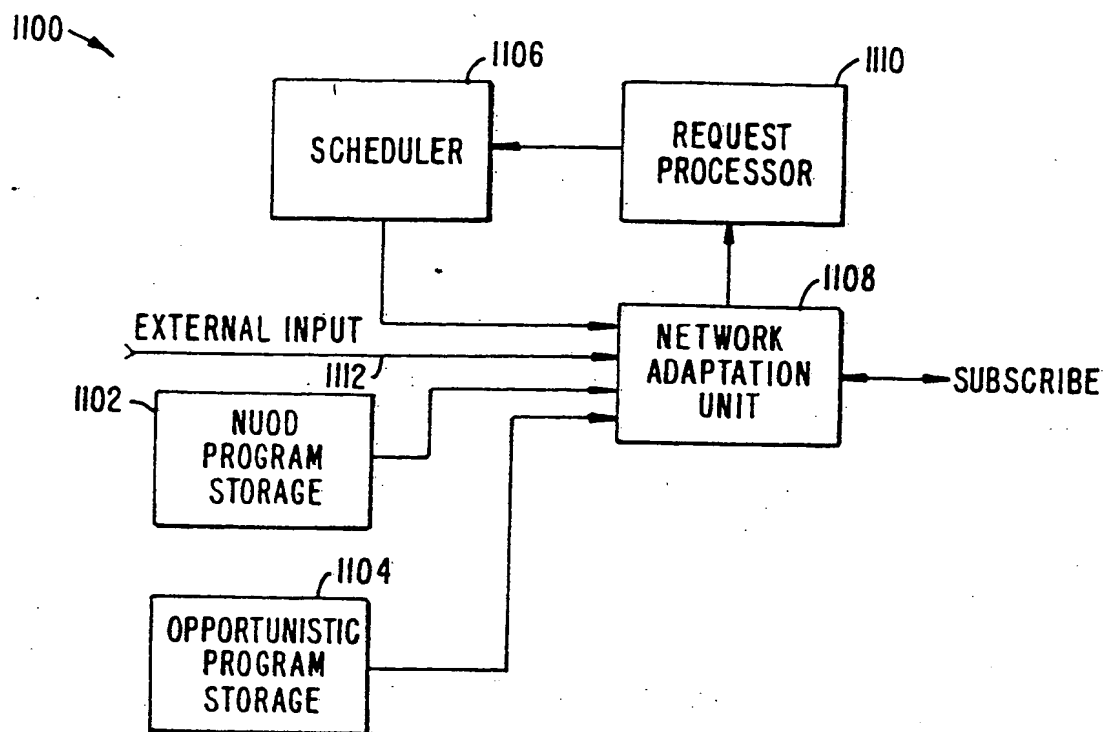 1100
1106
SCHEDULER
1110
REQUEST
PROCESSOR
1108
NETWORK
ADAPTATION
UNIT
EXTERNAL INPUT
1112
SUBSCRIBE
1102
NUOD
PROGRAM
STORAGE
1104
OPPORTUNISTIC
PROGRAM
STORAGE